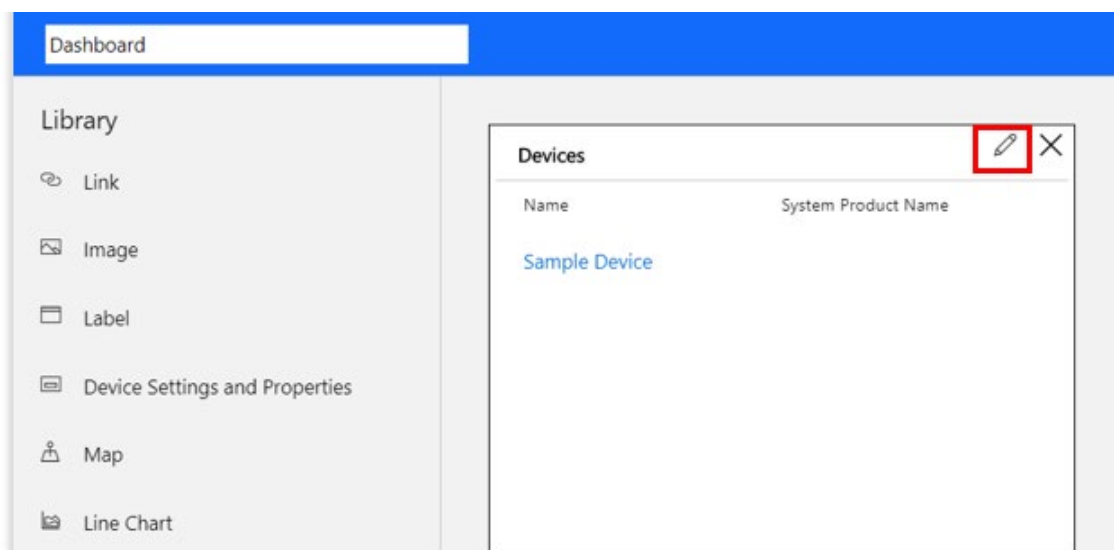 Dashboard
Library
Link
Image
Label
Device Settings and Properties
Map
Line Chart
Devices
Name System Product Name
Sample Device